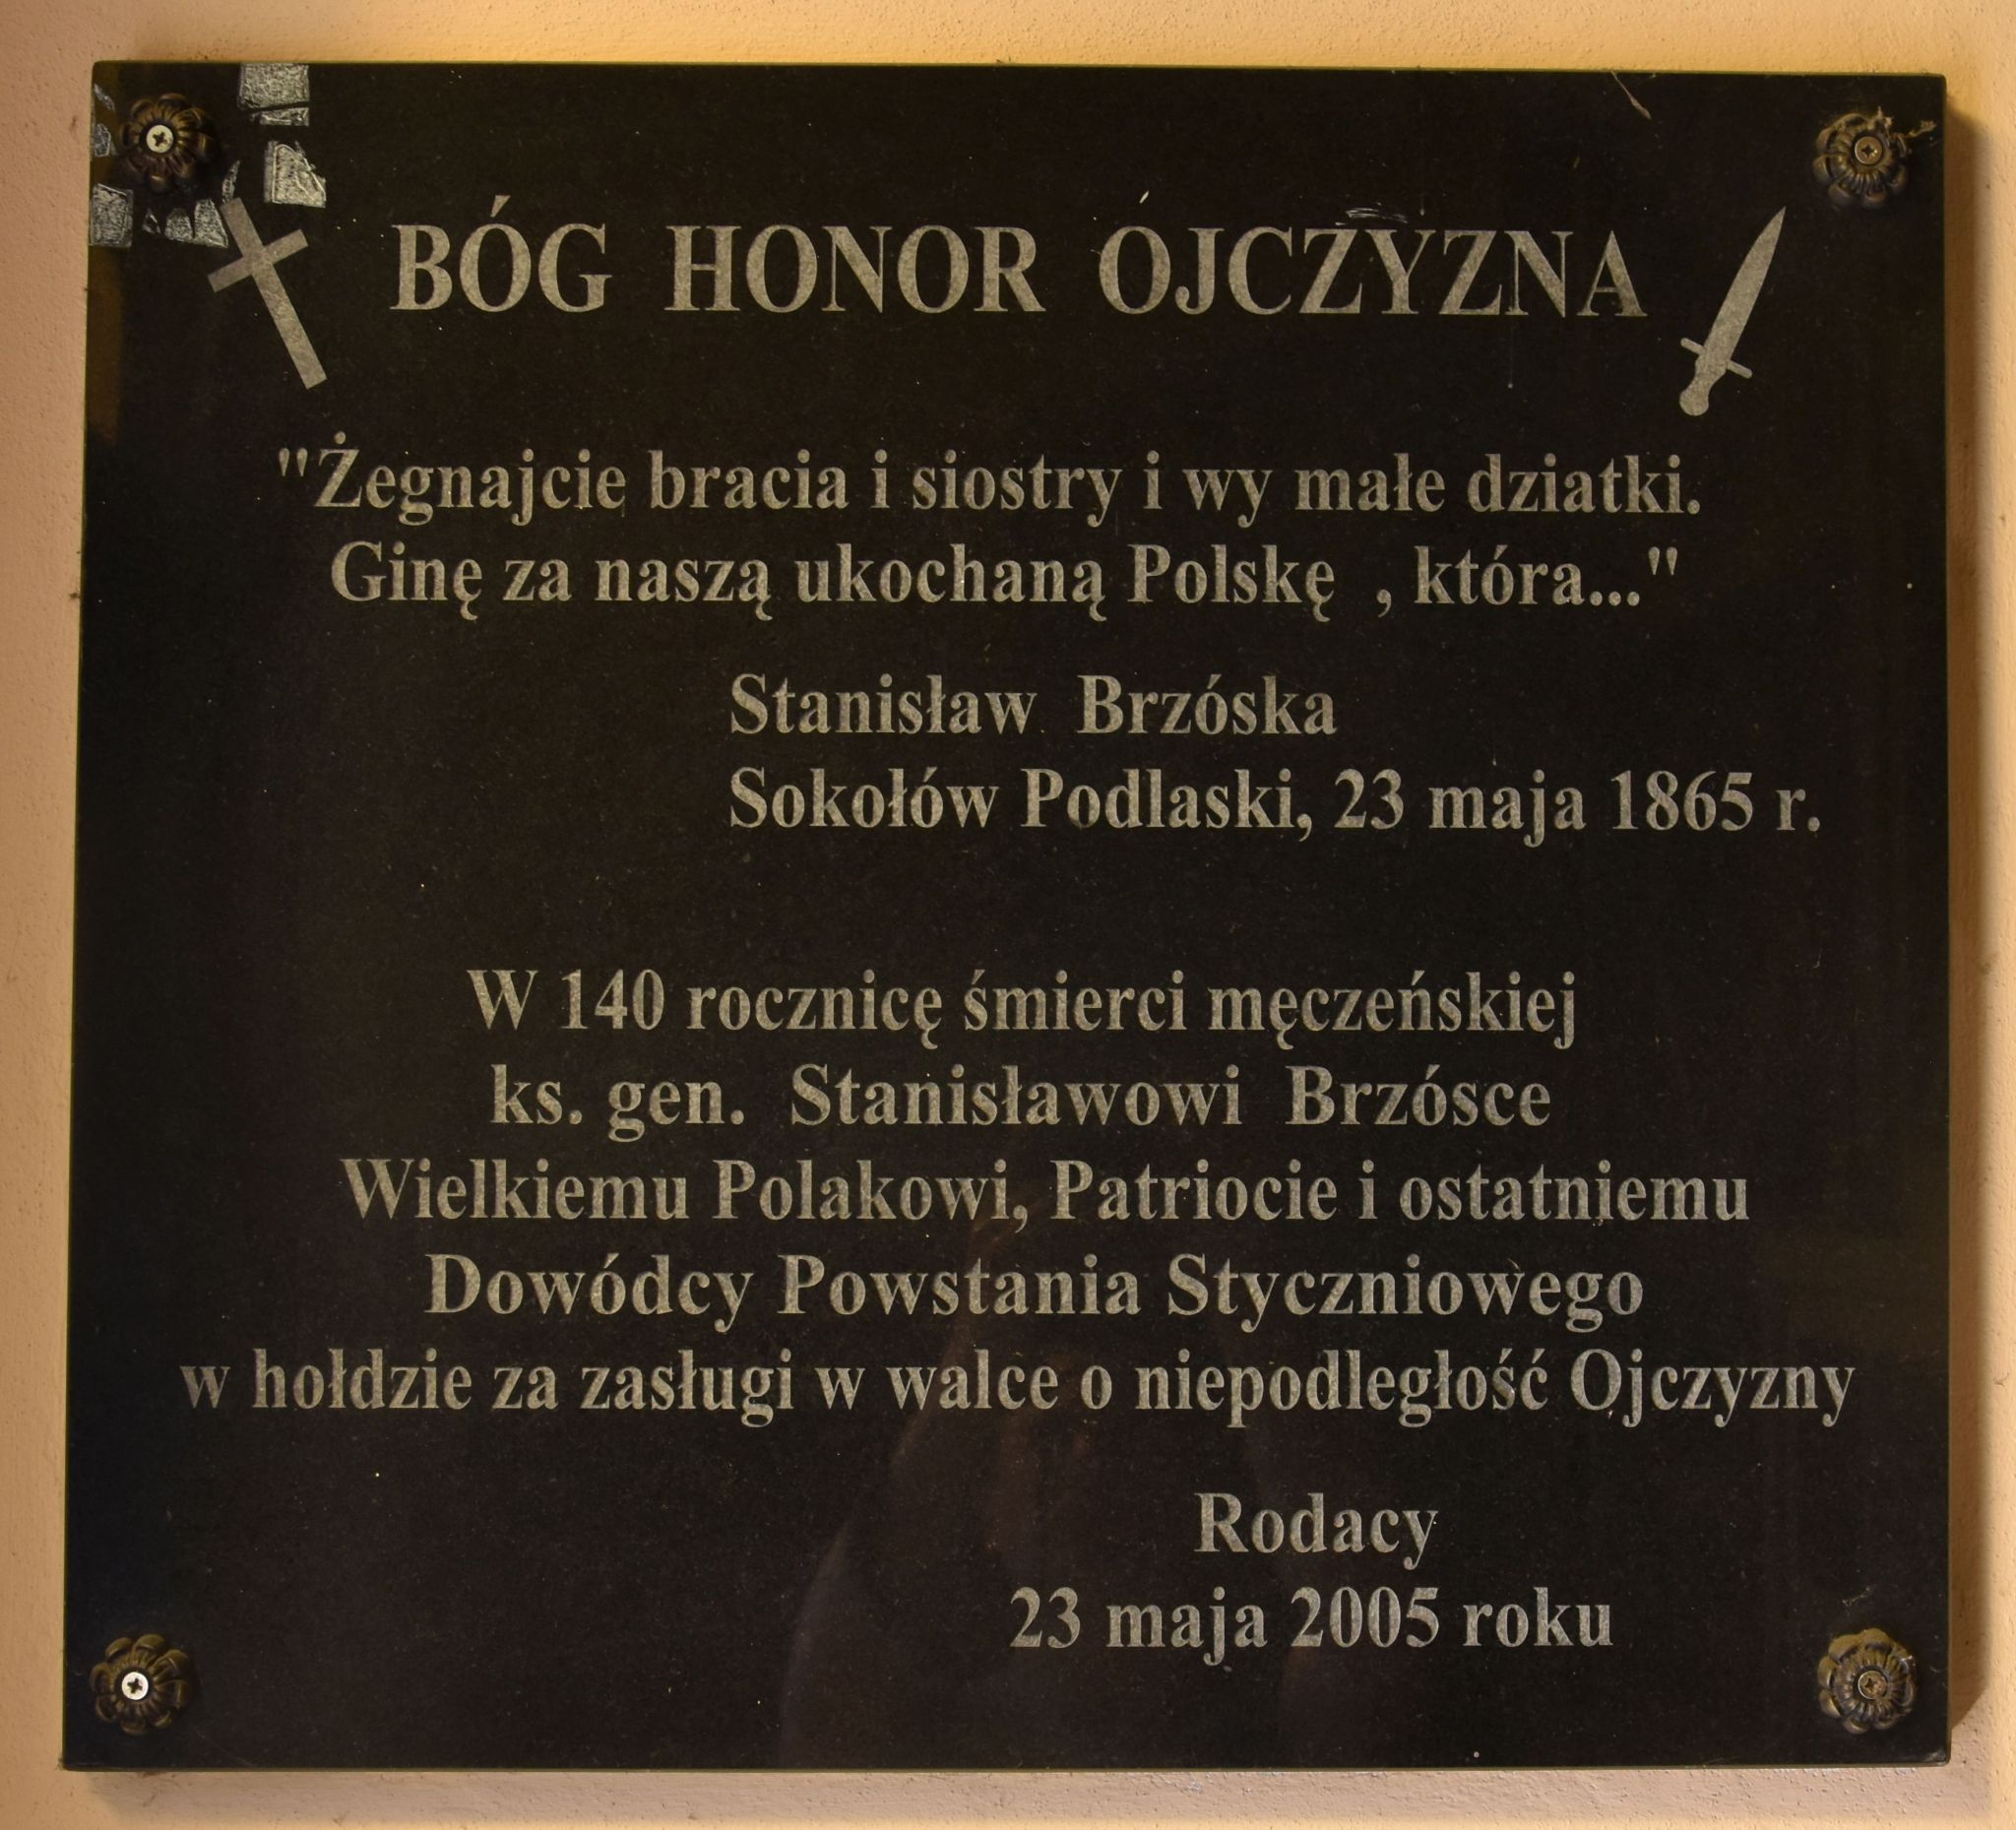 BÓG HONOR OJCZYZNA
"Żegnajcie bracia i siostry i wy małe dziatki.
Ginę za naszą ukochaną Polskę , która..."
Stanisław Brzóska
Sokołów Podlaski, 23 maja 1865 r.
W 140 rocznicę śmierci męczeńskiej
ks. gen. Stanisławowi Brzósce
Wielkiemu Polakowi, Patriocie i ostatniemu
Dowódcy Powstania Styczniowego
w hołdzie za zasługi w walce o niepodległość Ojczyzny
Rodacy
23 maja 2005 roku